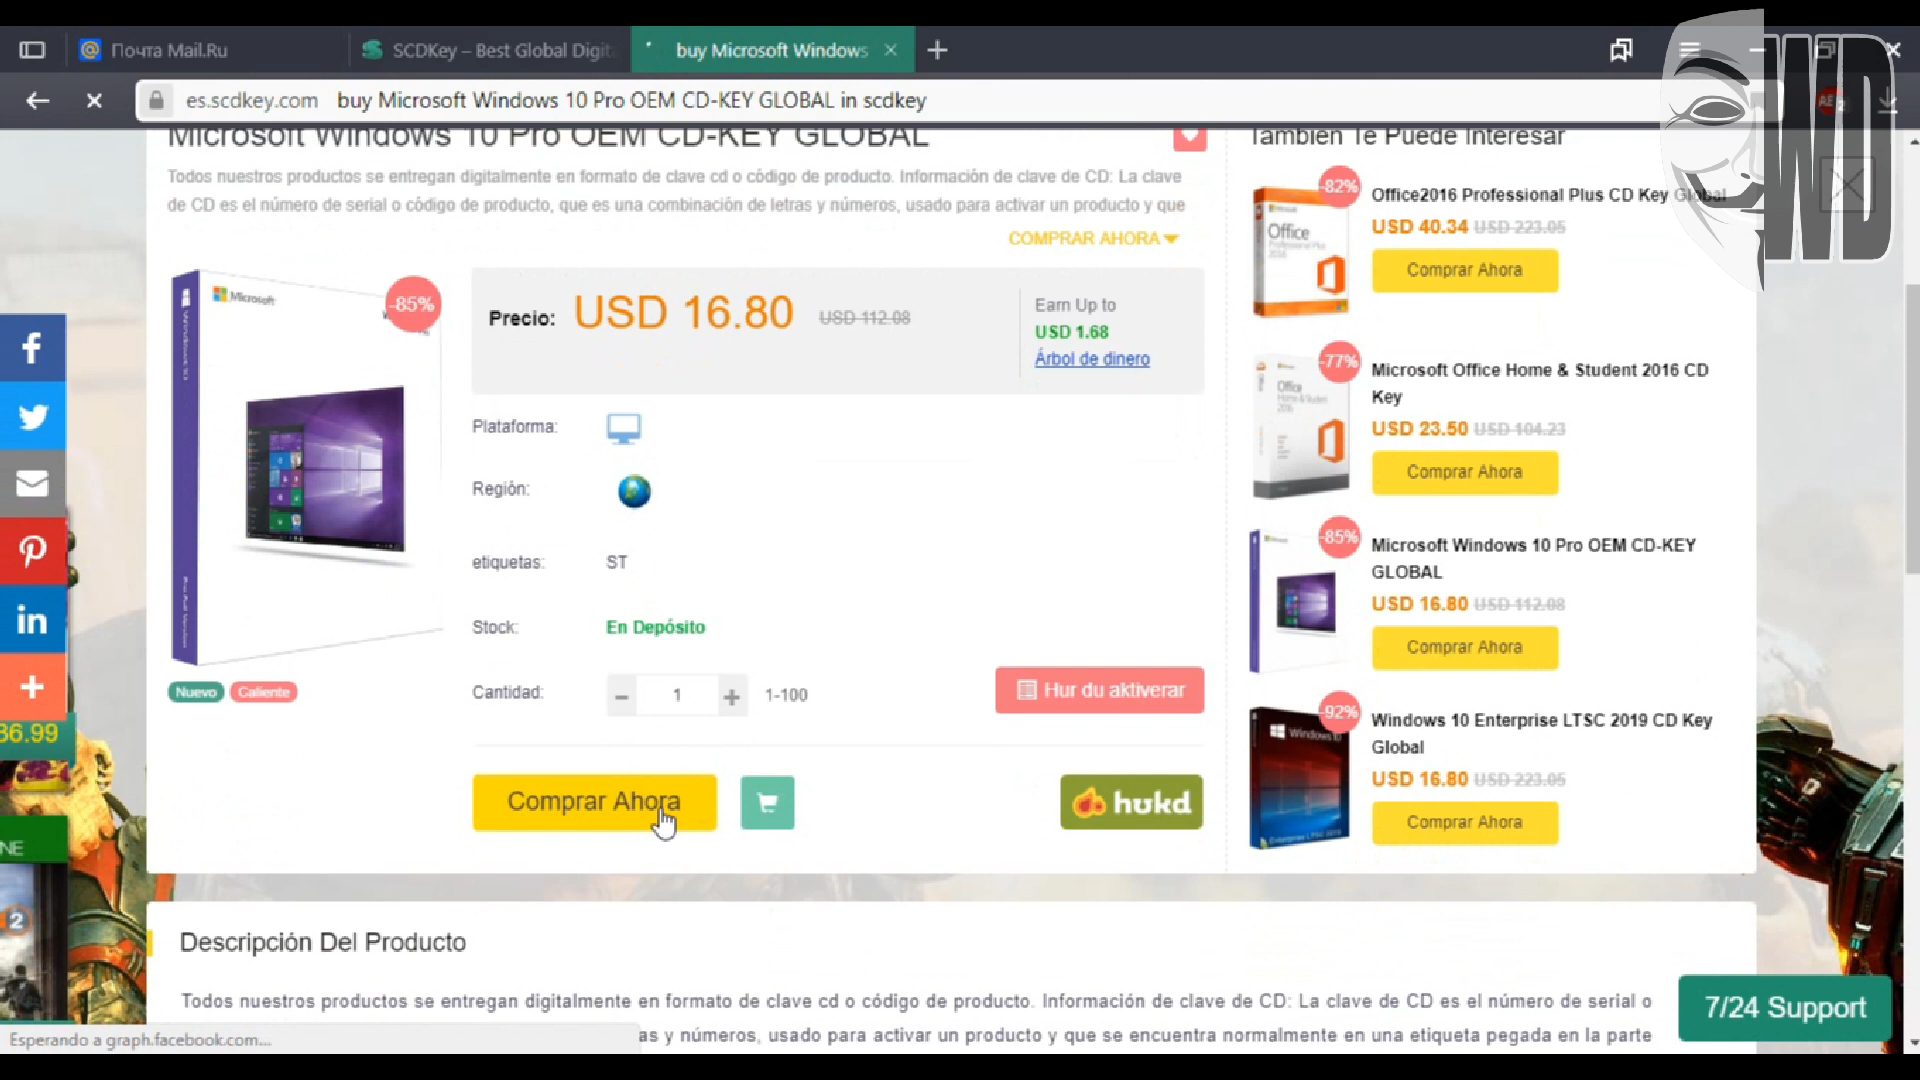 Почта Mail.Ru
SCDKey – Best Global Digit
buy Microsoft Windows
es.scdkey.com buy Microsoft Windows 10 Pro OEM CD-KEY GLOBAL in scdkey
WD
Microsoft Windows 10 Pro OEM CD-KEY GLOBAL
Todos nuestros productos se entregan digitalmente en formato de clave cd o código de producto. Información de clave de CD: La clave
de CD es el número de serial o código de producto, que es una combinación de letras y números, usado para activar un producto y que
COMPRAR AHORA
Microsoft
-85%
Precio: USD 16.80 USD 112.08
Earn Up to
USD 1.68
Árbol de dinero
Plataforma:
Región:
etiquetas: ST
Stock: En Depósito
Cantidad: − 1 + 1-100
Hur du aktiverar
Nuevo Caliente
Comprar Ahora
hukd
También Te Puede Interesar
-82%
Office
Office2016 Professional Plus CD Key Global
USD 40.34 USD 223.05
Comprar Ahora
-77%
Office
Microsoft Office Home & Student 2016 CD
Key
USD 23.50 USD 104.23
Comprar Ahora
-85%
Microsoft Windows 10 Pro OEM CD-KEY
GLOBAL
USD 16.80 USD 112.08
Comprar Ahora
-92%
Windows 10 Enterprise LTSC 2019 CD Key
Global
USD 16.80 USD 223.05
Comprar Ahora
36.99
NE
2
Descripción Del Producto
Todos nuestros productos se entregan digitalmente en formato de clave cd o código de producto. Información de clave de CD: La clave de CD es el número de serial o
as y números, usado para activar un producto y que se encuentra normalmente en una etiqueta pegada en la parte
Esperando a graph.facebook.com...
7/24 Support